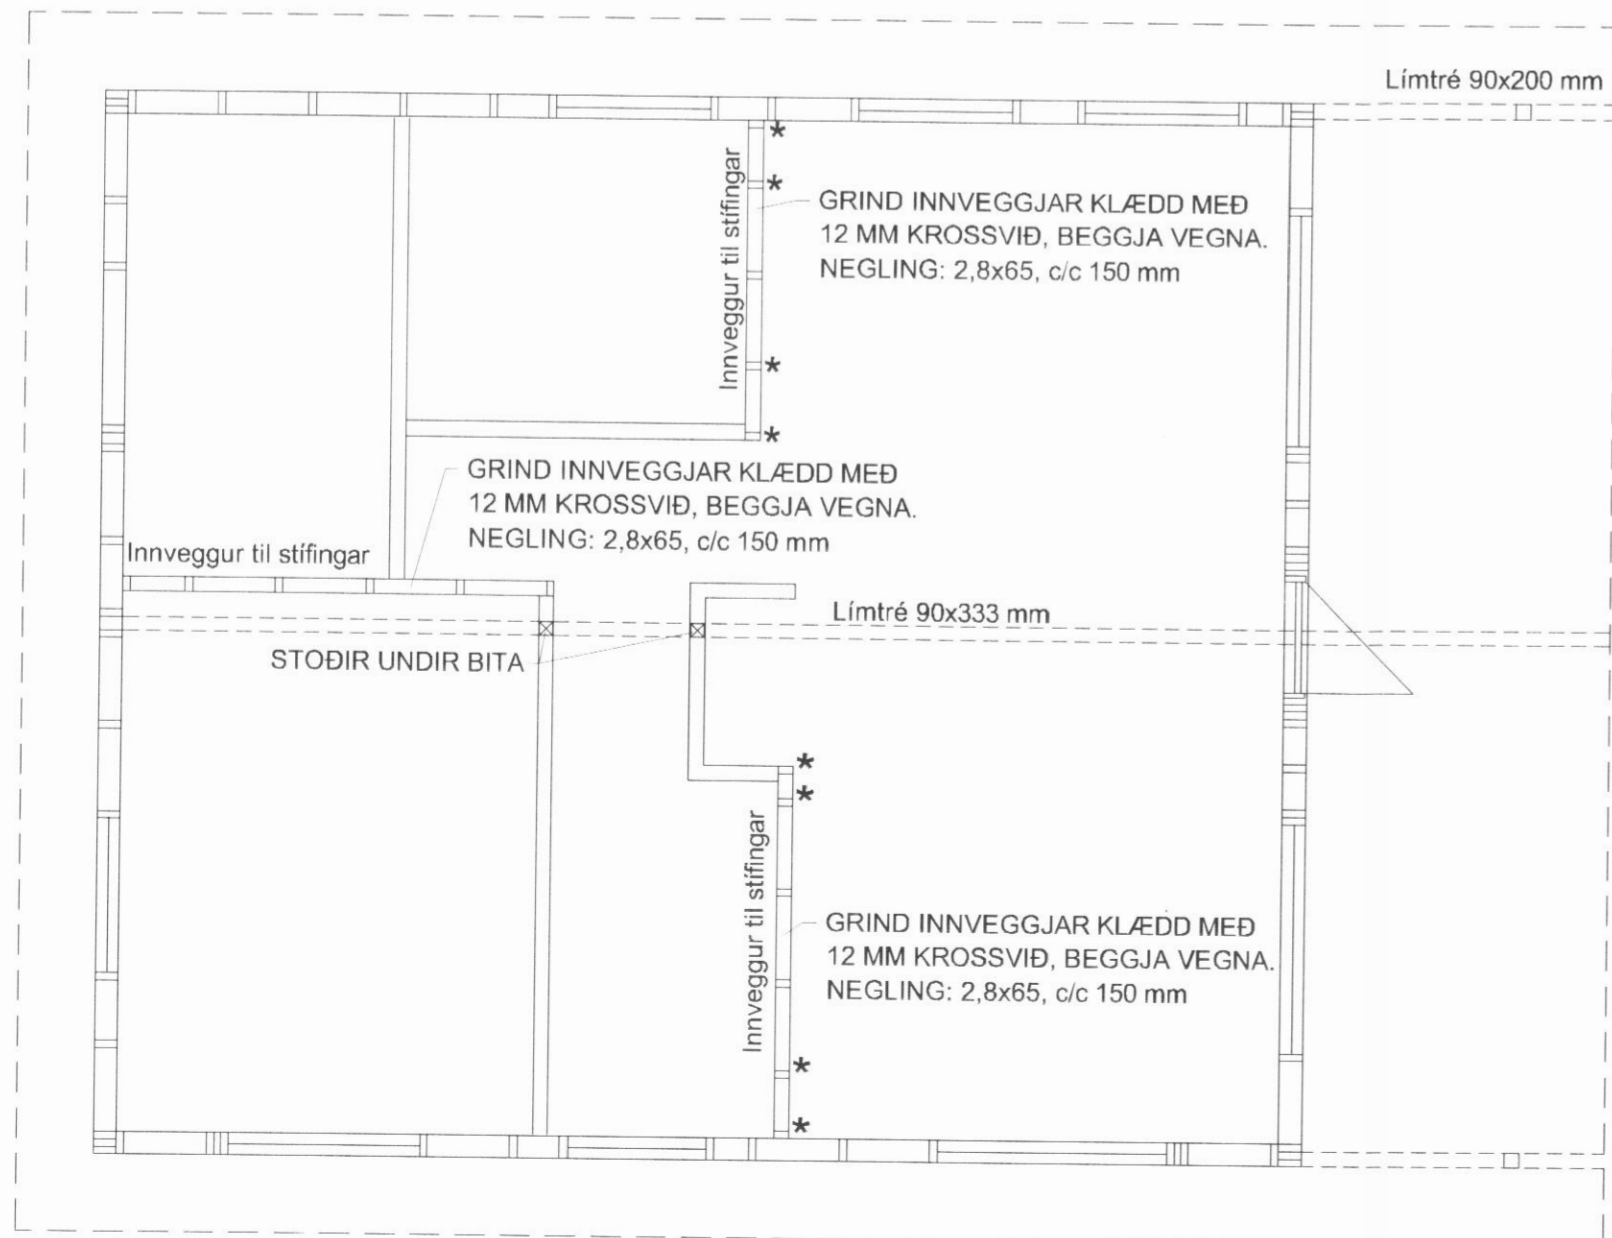 Límtré 90x200 mm
Innveggur til stífingar
GRIND INNVEGGJAR KLÆDD MEÐ
12 MM KROSSVIÐ, BEGGJA VEGNA.
NEGLING: 2,8x65, c/c 150 mm
GRIND INNVEGGJAR KLÆDD MEÐ
12 MM KROSSVIÐ, BEGGJA VEGNA.
NEGLING: 2,8x65, c/c 150 mm
Innveggur til stífingar
Límtré 90x333 mm
STOÐIR UNDIR BITA
Innveggur til stífingar
GRIND INNVEGGJAR KLÆDD MEÐ
12 MM KROSSVIÐ, BEGGJA VEGNA.
NEGLING: 2,8x65, c/c 150 mm